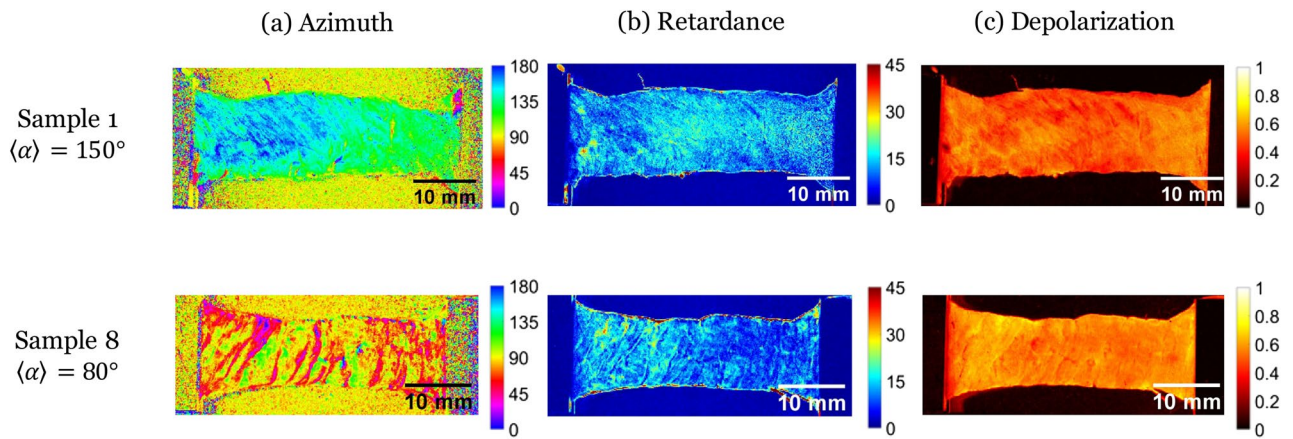 (a) Azimuth
(b) Retardance
(c) Depolarization
Sample 1
⟨α⟩ = 150°
180
135
90
45
0
10 mm
45
30
15
0
10 mm
1
0.8
0.6
0.4
0.2
0
10 mm
Sample 8
⟨α⟩ = 80°
180
135
90
45
0
10 mm
45
30
15
0
10 mm
1
0.8
0.6
0.4
0.2
0
10 mm